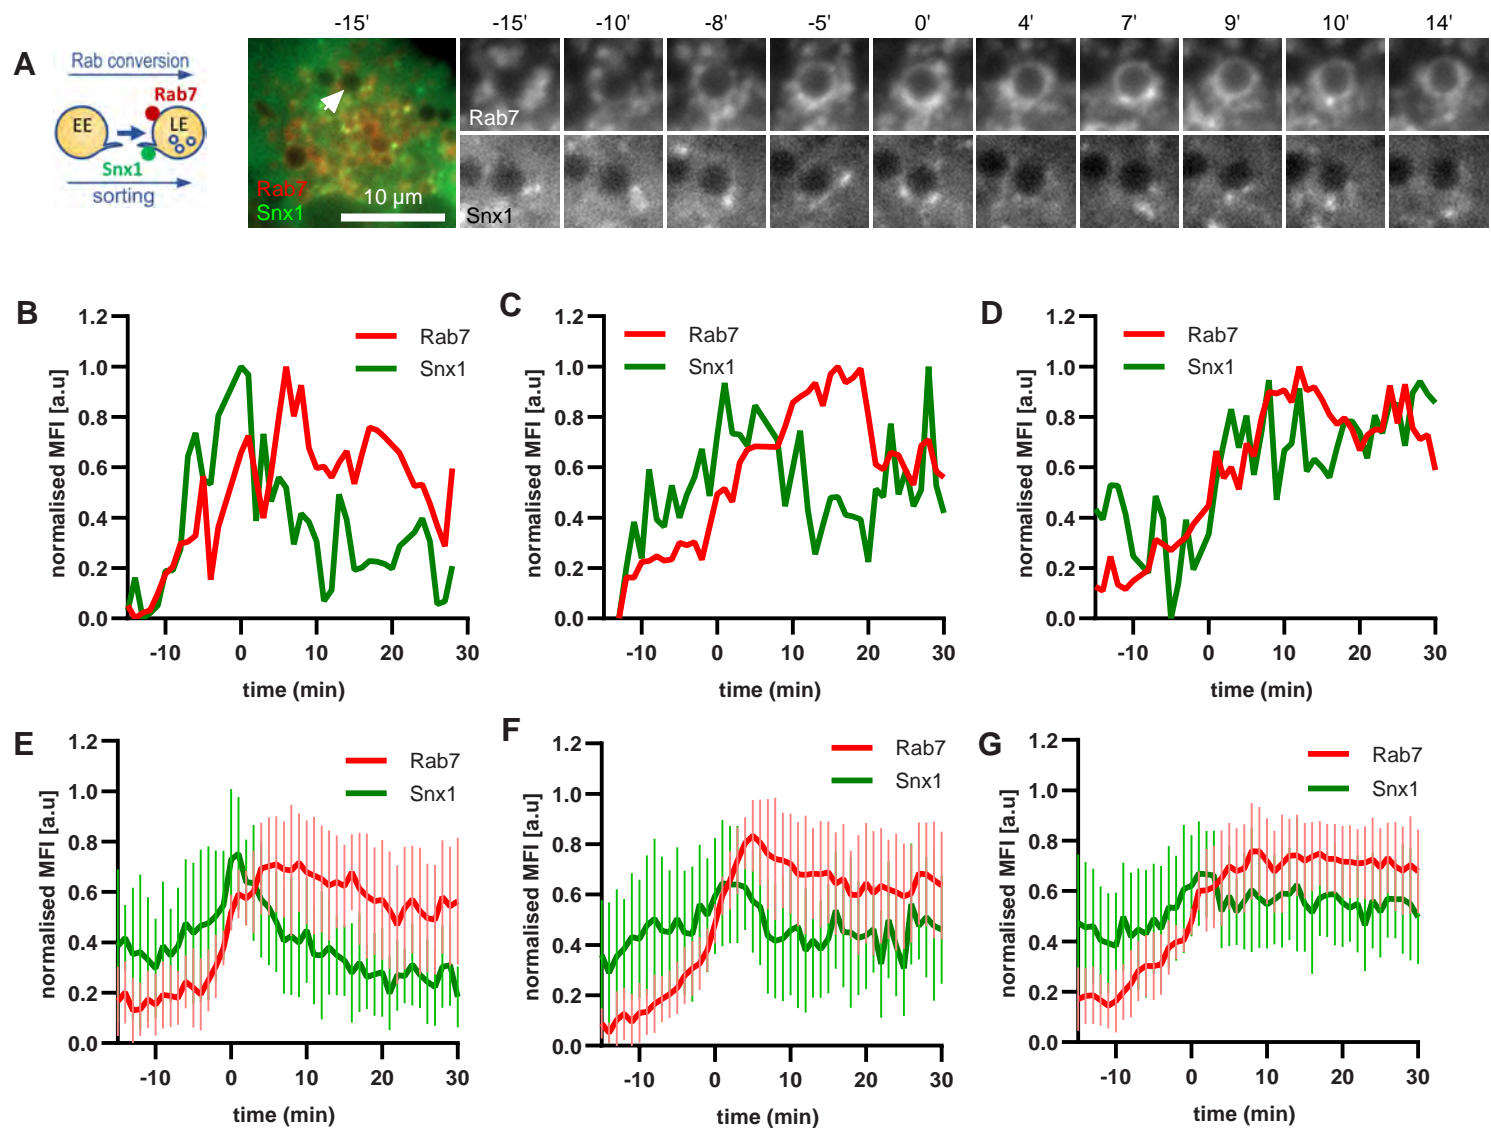 A
Rab conversion
Rab7
EE
LE
Snx1
sorting
-15'
Rab7
Snx1
10 µm
-15'
-10'
-8'
-5'
0'
4'
7'
9'
10'
14'
Rab7
Snx1
B
normalised MFI [a.u]
1.2
1.0
0.8
0.6
0.4
0.2
0.0
-10
0
10
20
30
time (min)
Rab7
Snx1
C
normalised MFI [a.u]
1.2
1.0
0.8
0.6
0.4
0.2
0.0
-10
0
10
20
30
time (min)
Rab7
Snx1
D
normalised MFI [a.u]
1.2
1.0
0.8
0.6
0.4
0.2
0.0
-10
0
10
20
30
time (min)
Rab7
Snx1
E
normalised MFI [a.u]
1.2
1.0
0.8
0.6
0.4
0.2
0.0
-10
0
10
20
30
time (min)
Rab7
Snx1
F
normalised MFI [a.u]
1.2
1.0
0.8
0.6
0.4
0.2
0.0
-10
0
10
20
30
time (min)
Rab7
Snx1
G
normalised MFI [a.u]
1.2
1.0
0.8
0.6
0.4
0.2
0.0
-10
0
10
20
30
time (min)
Rab7
Snx1